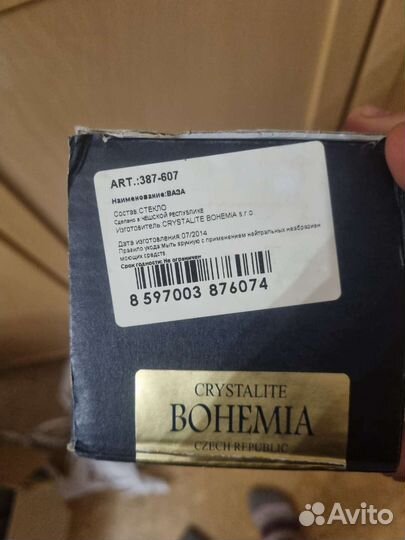 ART.:387-607
Наименование:ВАЗА
Состав:СТЕКЛО
Сделано в ЧЕШСКОЙ РЕСПУБЛИКЕ
Изготовитель:CRYSTALITE BOHEMIA s.r.o.
Дата изготовления:07/2014
Правило ухода:Мыть вручную с применением нейтральных неабразивн
моющих средств
Срок годности: Не ограничен
8 597003 876074
CRYSTALITE
BOHEMIA
CZECH REPUBLIC
Avito